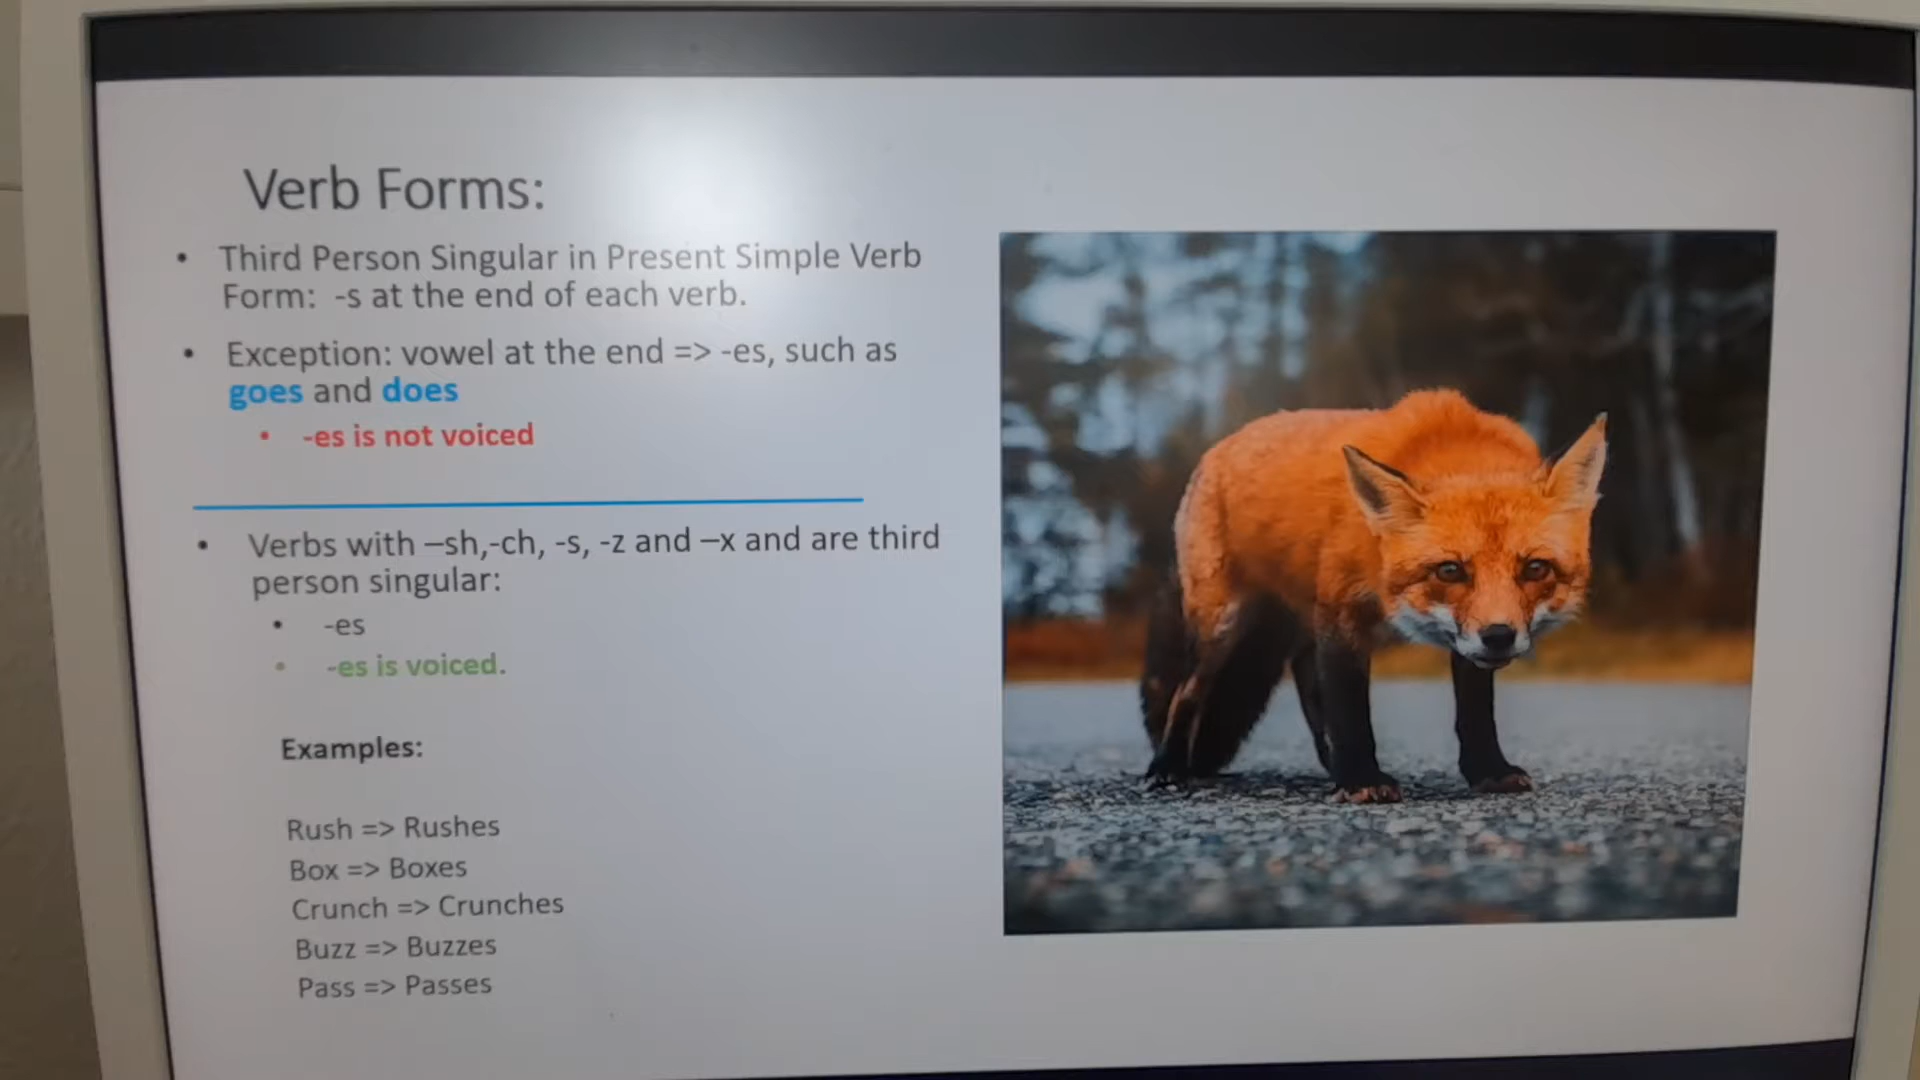 Verb Forms:
• Third Person Singular in Present Simple Verb
Form: -s at the end of each verb.
• Exception: vowel at the end => -es, such as
goes and does
• -es is not voiced
• Verbs with –sh,-ch, -s, -z and –x and are third
person singular:
• -es
• -es is voiced.
Examples:
Rush => Rushes
Box => Boxes
Crunch => Crunches
Buzz => Buzzes
Pass => Passes